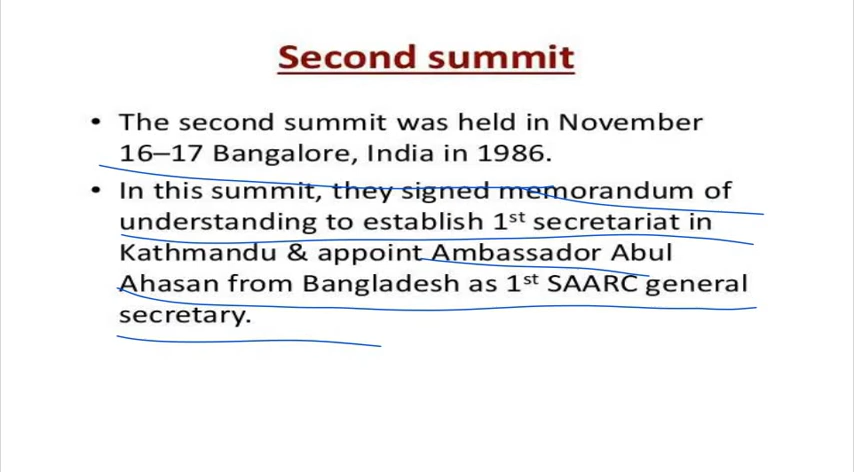 Second summit
• The second summit was held in November
16–17 Bangalore, India in 1986.
• In this summit, they signed memorandum of
understanding to establish 1st secretariat in
Kathmandu & appoint Ambassador Abul
Ahasan from Bangladesh as 1st SAARC general
secretary.